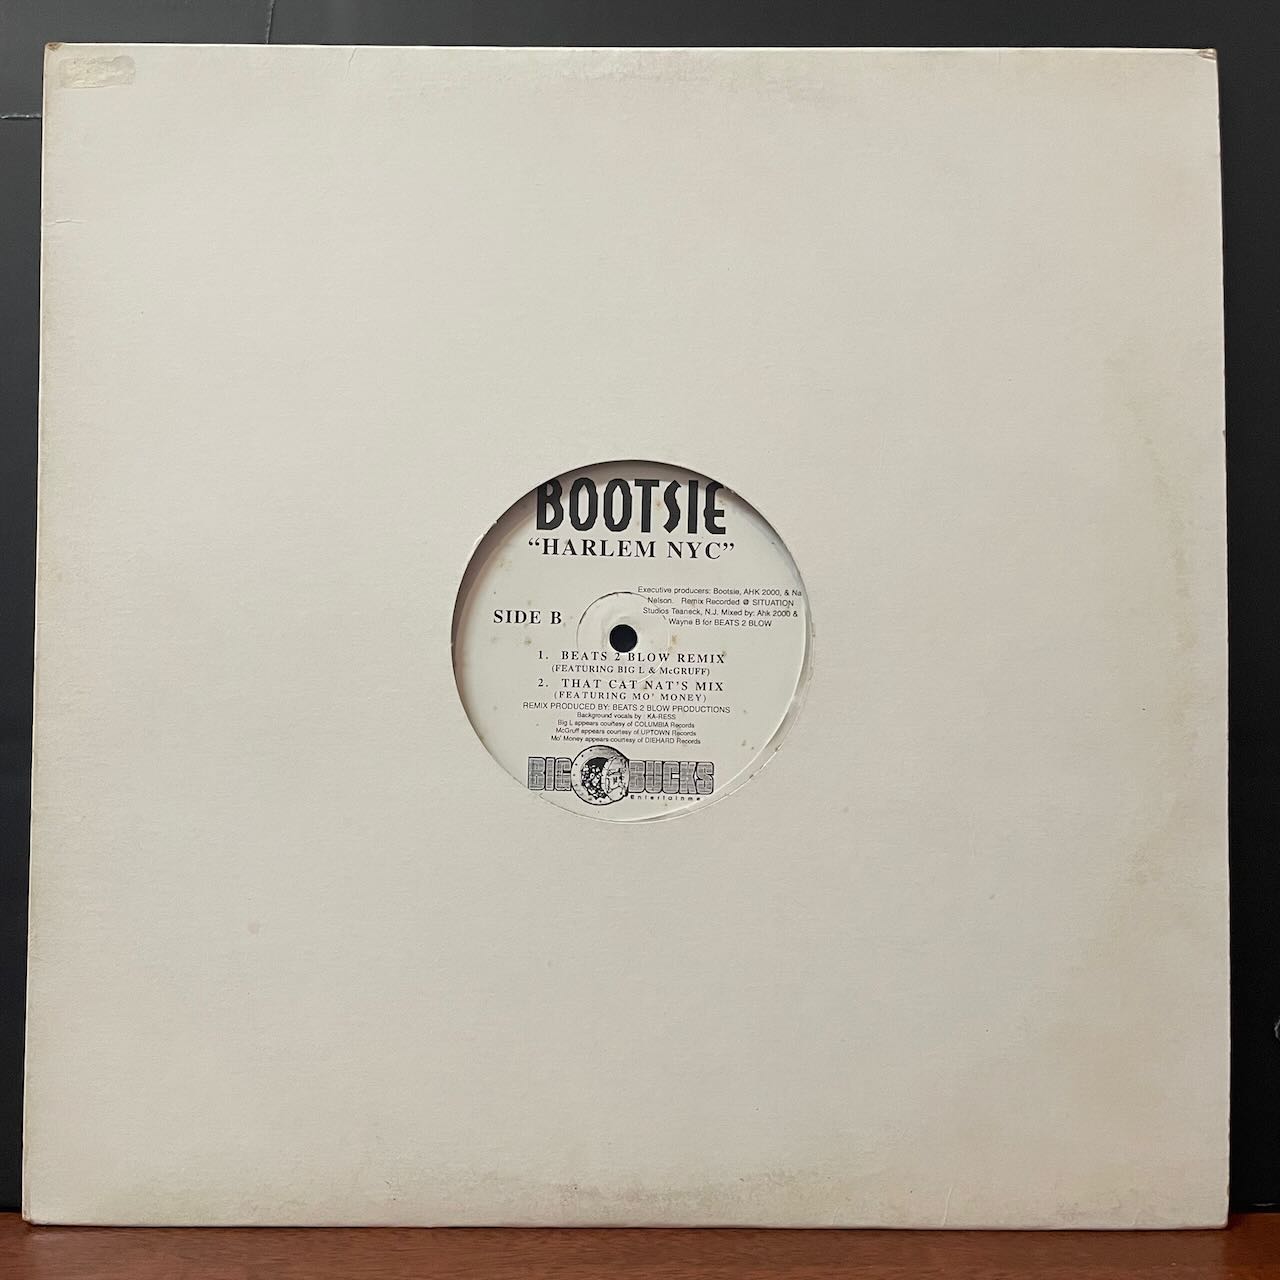 BOOTSIE
“HARLEM NYC”
Executive producers: Bootsie, AHK 2000, & Na
Nelson. Remix Recorded @ SITUATION
Studios Teaneck, N.J. Mixed by: Ahk 2000 &
Wayne B for BEATS 2 BLOW
SIDE B
1. BEATS 2 BLOW REMIX
(FEATURING BIG L & McGRUFF)
2. THAT CAT NAT'S MIX
(FEATURING MO' MONEY)
REMIX PRODUCED BY: BEATS 2 BLOW PRODUCTIONS
Background vocals by : KA-RESS
Big L appears courtesy of COLUMBIA Records
McGruff appears courtesy of UPTOWN Records
Mo' Money appears courtesy of DIEHARD Records
BIG BUCKS
Entertainme